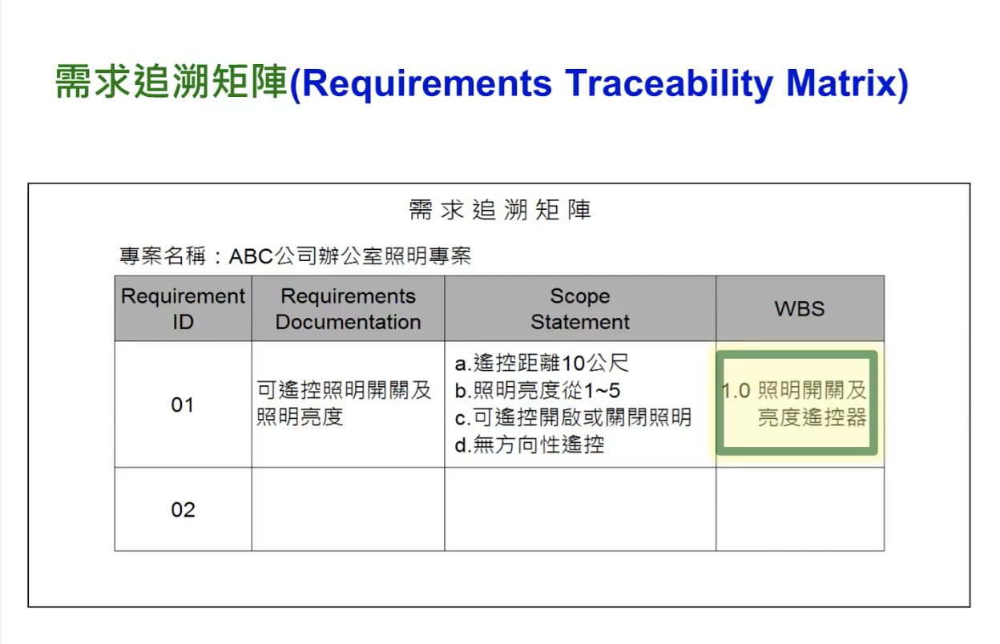 需求追溯矩陣(Requirements Traceability Matrix)
需求追溯矩陣
專案名稱：ABC公司辦公室照明專案
Requirement
ID
Requirements
Documentation
Scope
Statement
WBS
01
可遙控照明開關及
照明亮度
a.遙控距離10公尺
b.照明亮度從1~5
c.可遙控開啟或關閉照明
d.無方向性遙控
1.0 照明開關及
亮度遙控器
02